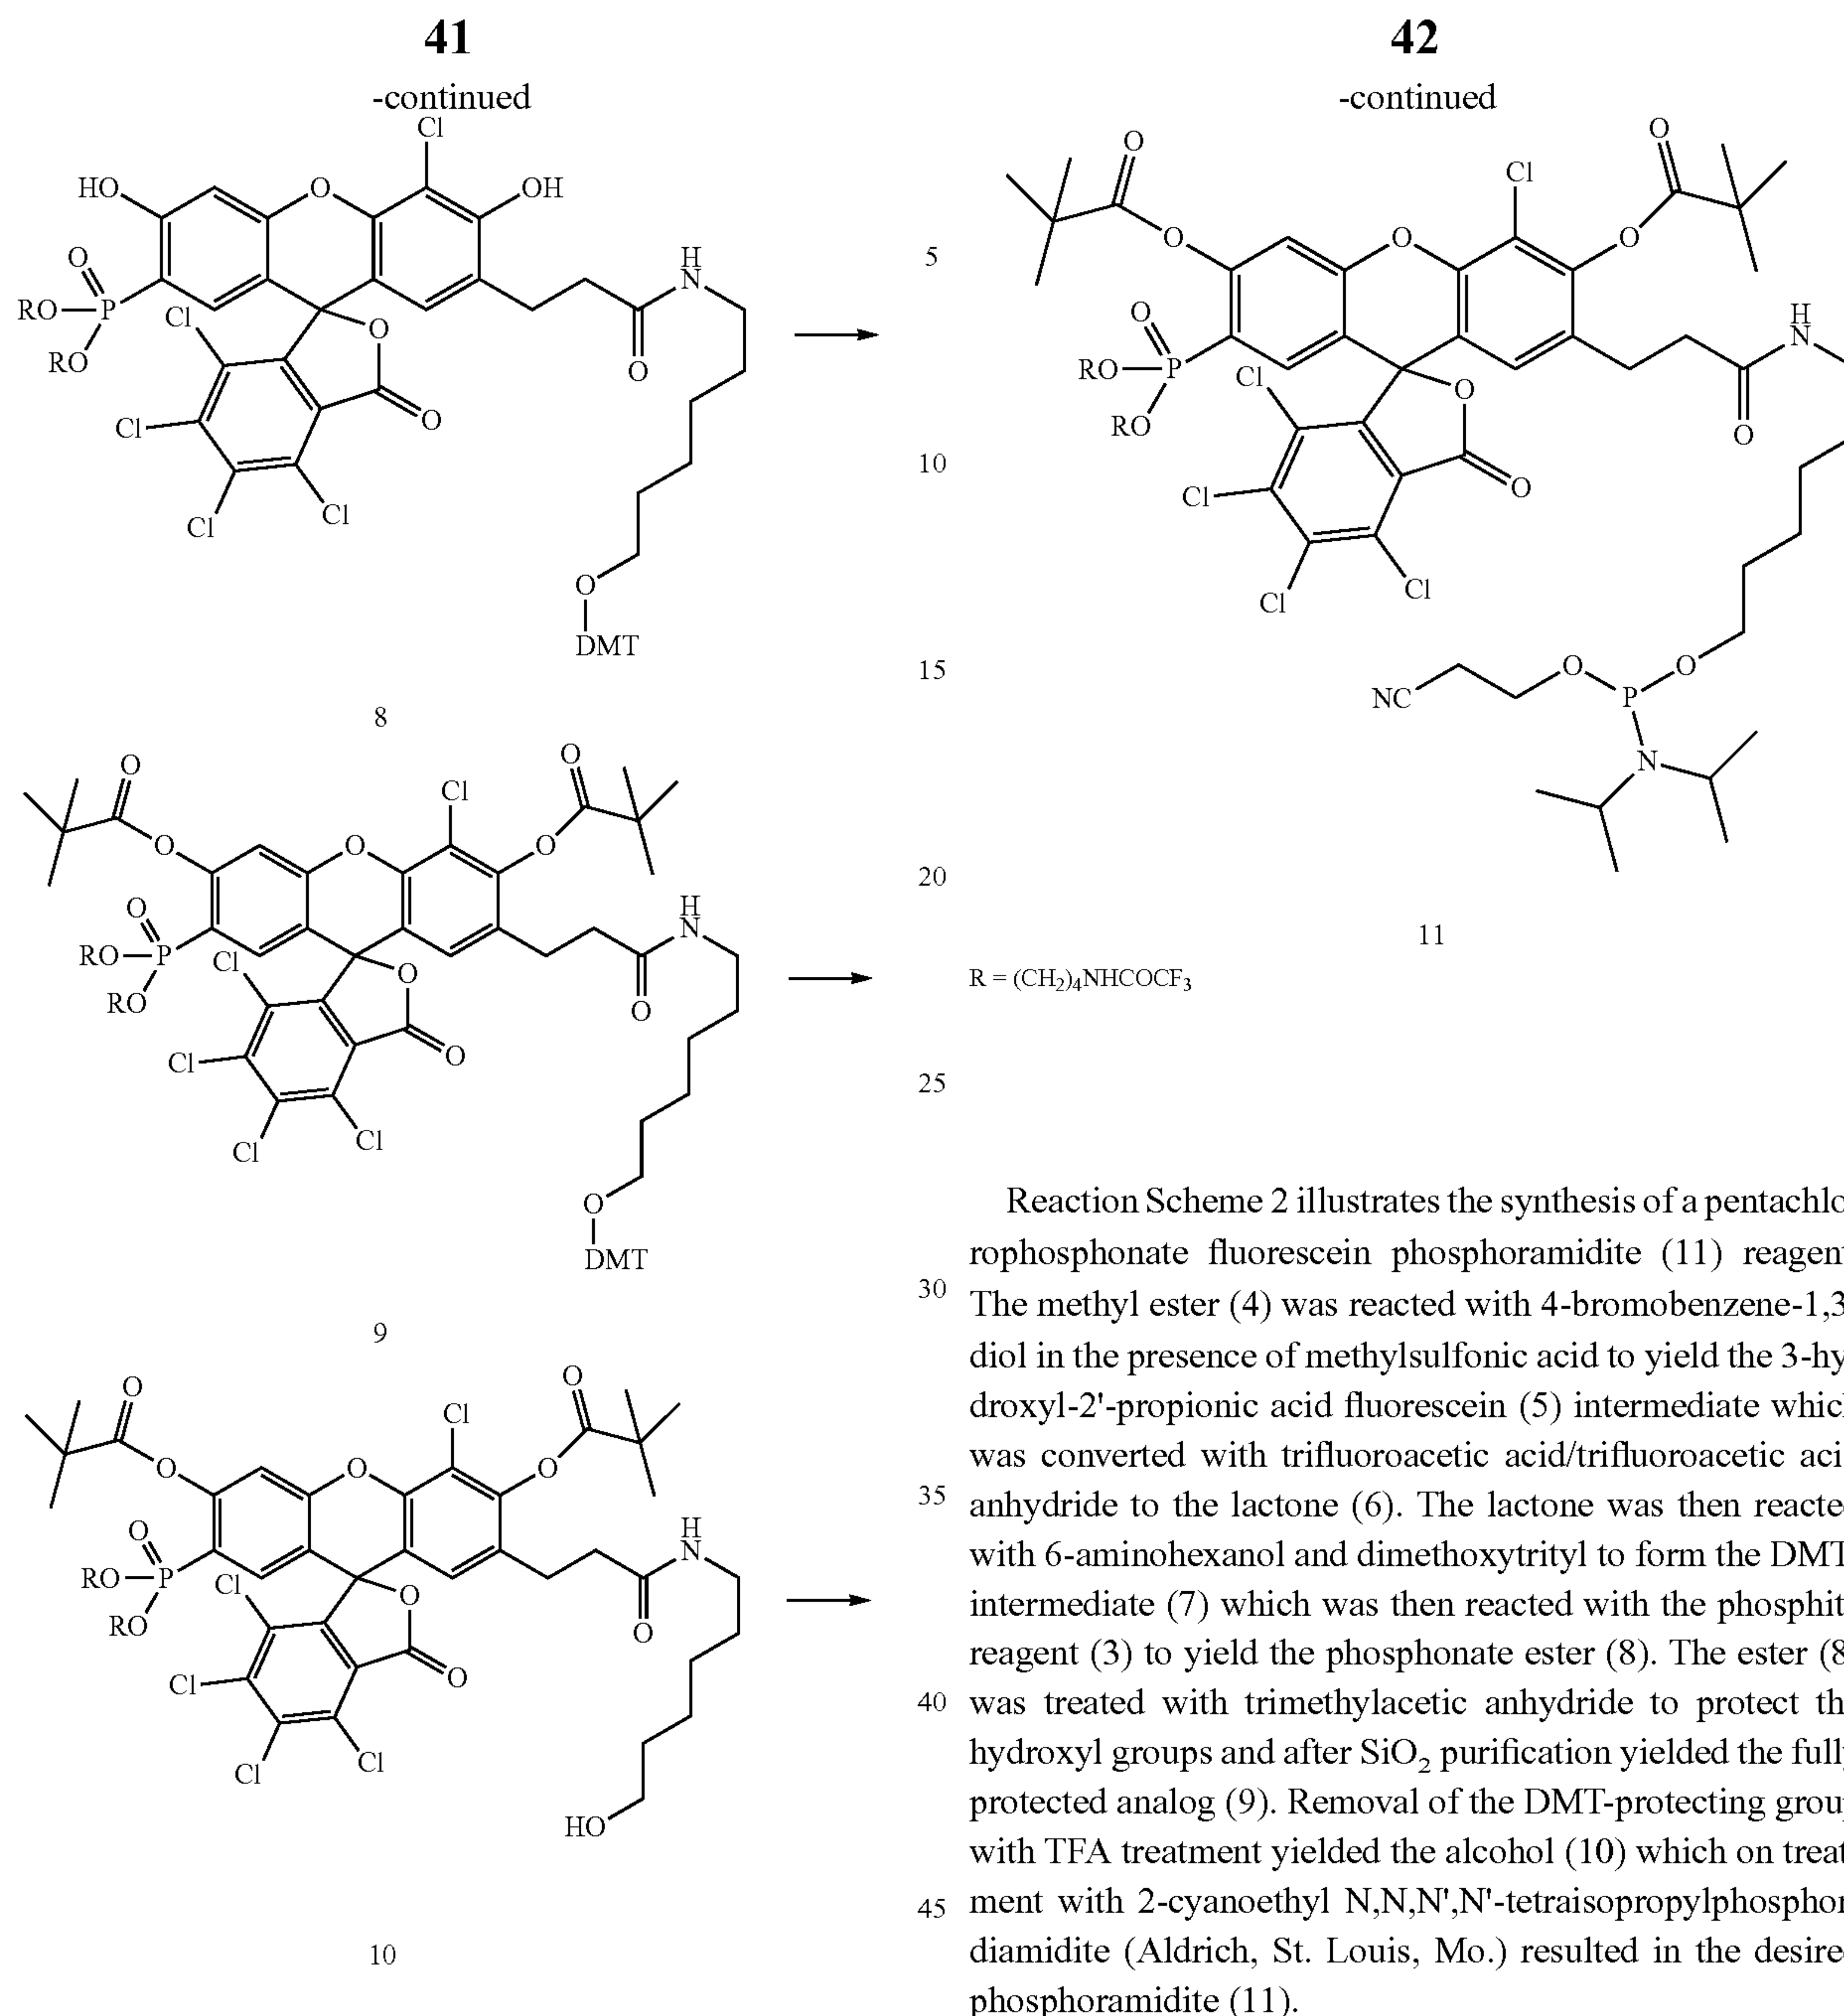 41
-continued
Cl
HO
O
OH
O
H
N
RO
P
Cl
O
RO
O
Cl
O
Cl
Cl
O
DMT
8
O
O
Cl
O
O
O
O
H
N
RO
P
Cl
O
RO
O
Cl
O
Cl
Cl
O
DMT
9
O
O
Cl
O
O
O
O
H
N
RO
P
Cl
O
RO
O
Cl
O
Cl
Cl
HO
10
5
10
15
20
25
30
35
40
45
42
-continued
O
O
Cl
O
O
O
O
H
N
RO
P
Cl
O
RO
O
Cl
O
Cl
Cl
O
O
NC
P
N
11
R = (CH2)4NHCOCF3
Reaction Scheme 2 illustrates the synthesis of a pentachlo
rophosphonate fluorescein phosphoramidite (11) reagent
The methyl ester (4) was reacted with 4-bromobenzene-1,3
diol in the presence of methylsulfonic acid to yield the 3-hy
droxyl-2'-propionic acid fluorescein (5) intermediate which
was converted with trifluoroacetic acid/trifluoroacetic aci
anhydride to the lactone (6). The lactone was then reacte
with 6-aminohexanol and dimethoxytrityl to form the DMT
intermediate (7) which was then reacted with the phosphit
reagent (3) to yield the phosphonate ester (8). The ester (8
was treated with trimethylacetic anhydride to protect th
hydroxyl groups and after SiO2 purification yielded the full
protected analog (9). Removal of the DMT-protecting group
with TFA treatment yielded the alcohol (10) which on treat
ment with 2-cyanoethyl N,N,N',N'-tetraisopropylphosphor
diamidite (Aldrich, St. Louis, Mo.) resulted in the desire
phosphoramidite (11).